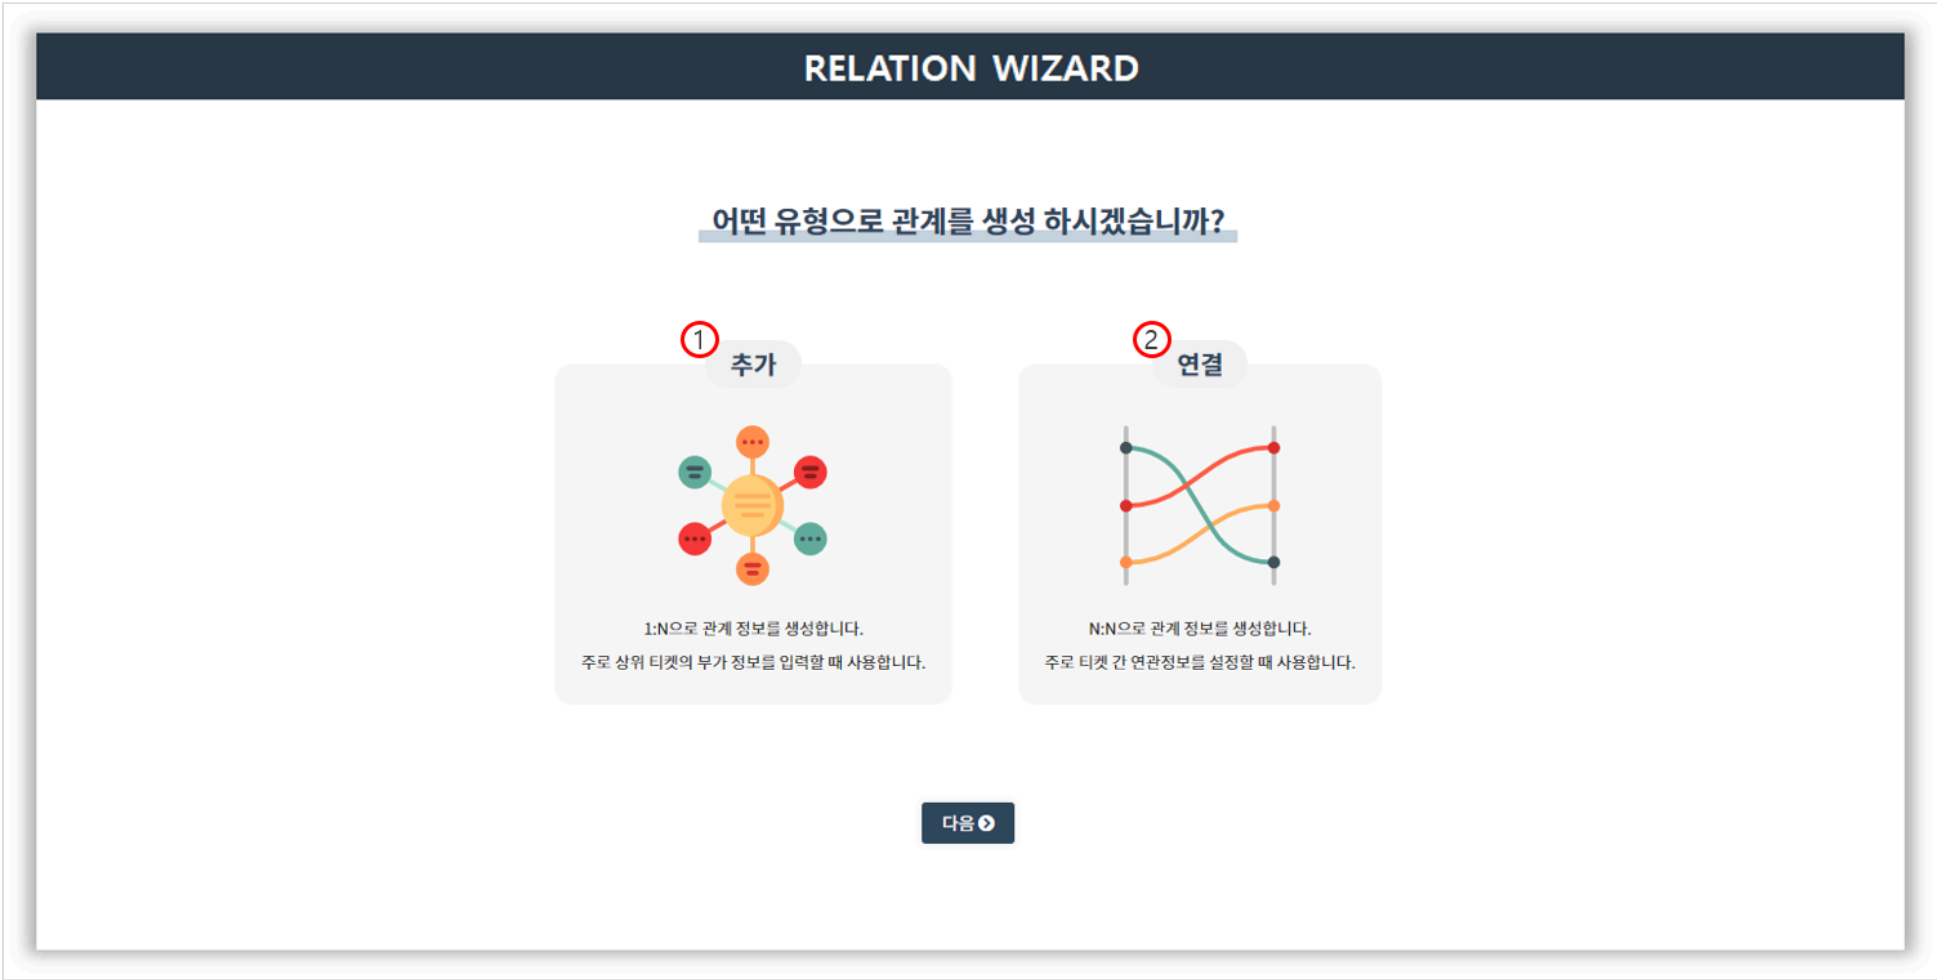 RELATION WIZARD
어떤 유형으로 관계를 생성 하시겠습니까?
1
추가
2
연결
1:N으로 관계 정보를 생성합니다.
주로 상위 티켓의 부가 정보를 입력할 때 사용합니다.
N:N으로 관계 정보를 생성합니다.
주로 티켓 간 연관정보를 설정할 때 사용합니다.
다음